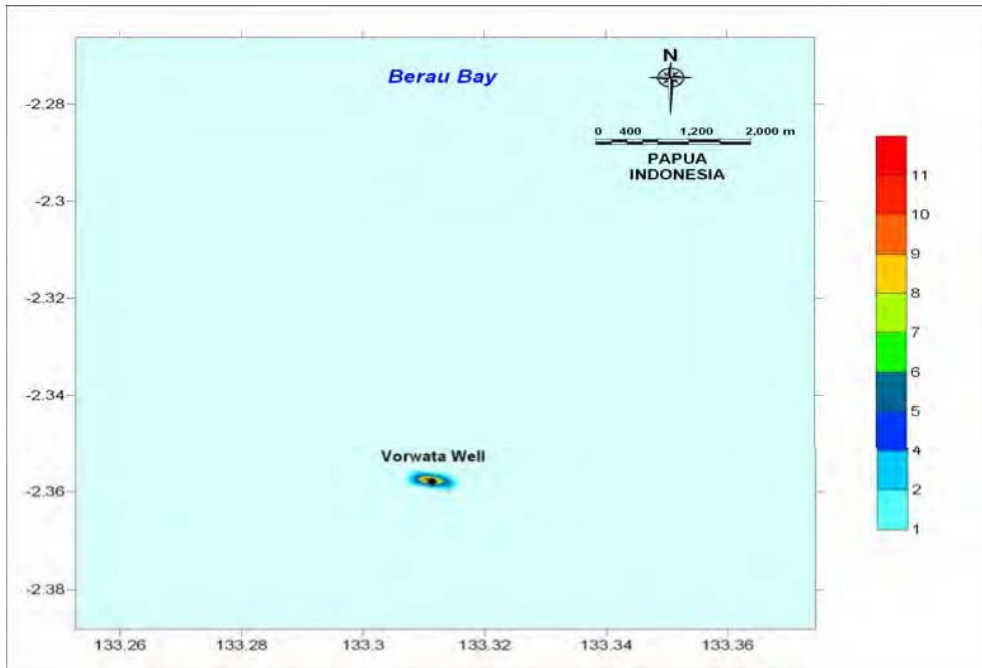 Berau Bay
N
0 400 1,200 2,000 m
PAPUA
INDONESIA
-2.28
-2.3
-2.32
-2.34
-2.36
-2.38
Vorwata Well
133.26 133.28 133.3 133.32 133.34 133.36
11
10
9
8
7
6
5
4
2
1